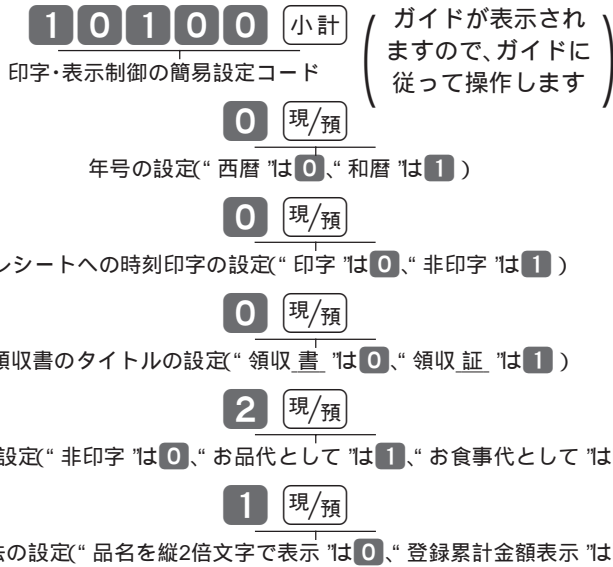 10100 小計
ガイドが表示され
ますので、ガイドに
従って操作します
印字・表示制御の簡易設定コード
0 現/預
年号の設定(“西暦”は0、“和暦”は1)
0 現/預
シートへの時刻印字の設定(“印字”は0、“非印字”は1)
0 現/預
収書のタイトルの設定(“領収書”は0、“領収証”は1)
2 現/預
設定(“非印字”は0、“お品代として”は1、“お食事代として”は
1 現/預
の設定(“品名を縦2倍文字で表示”は0、“登録累計金額表示”は